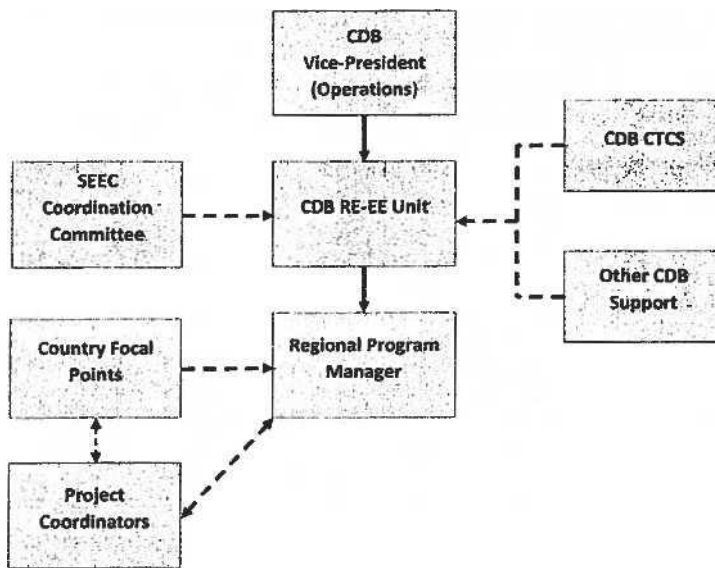 CDB
Vice-President
(Operations)
CDB CTCS
SEEC
Coordination
Committee
CDB RE-EE Unit
Other CDB
Support
Country Focal
Points
Regional Program
Manager
Project
Coordinators